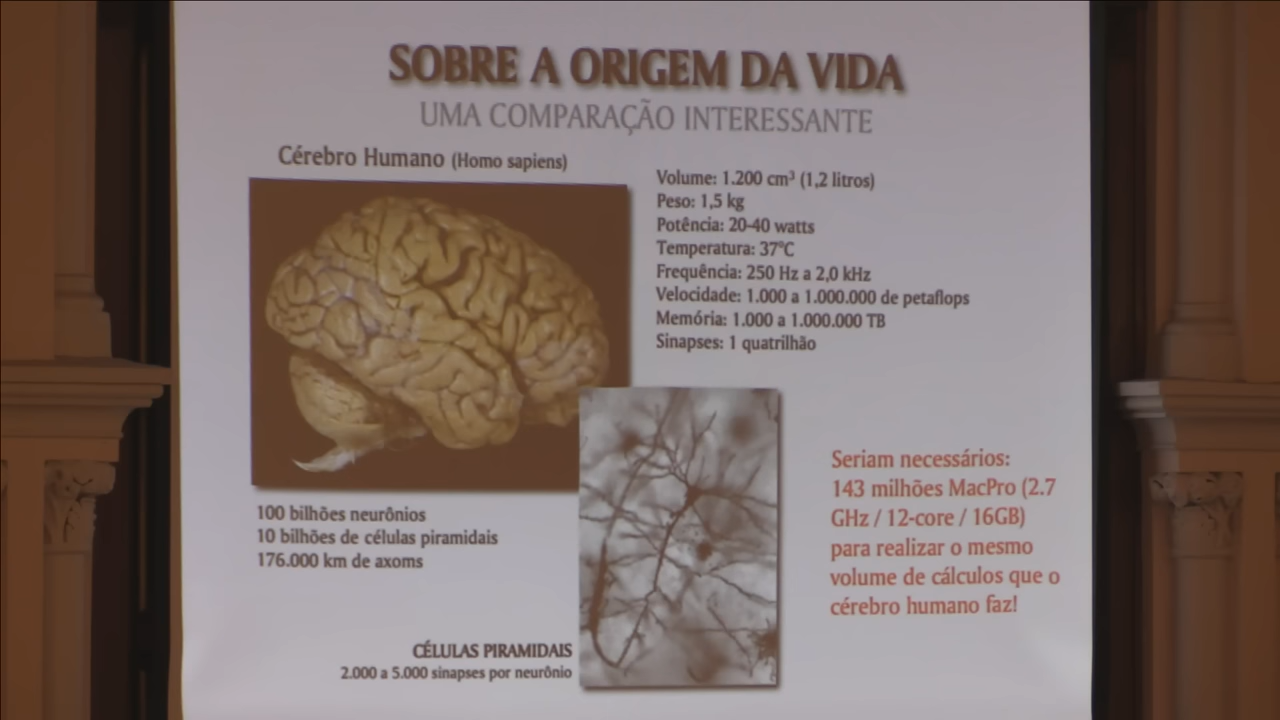 SOBRE A ORIGEM DA VIDA
UMA COMPARAÇÃO INTERESSANTE
Cérebro Humano (Homo sapiens)
Volume: 1.200 cm³ (1,2 litros)
Peso: 1,5 kg
Potência: 20-40 watts
Temperatura: 37°C
Frequência: 250 Hz a 2,0 kHz
Velocidade: 1.000 a 1.000.000 de petaflops
Memória: 1.000 a 1.000.000 TB
Sinapses: 1 quatrilhão
100 bilhões neurônios
10 bilhões de células piramidais
176.000 km de axoms
CÉLULAS PIRAMIDAIS
2.000 a 5.000 sinapses por neurônio
Seriam necessários:
143 milhões MacPro (2.7
GHz / 12-core / 16GB)
para realizar o mesmo
volume de cálculos que o
cérebro humano faz!